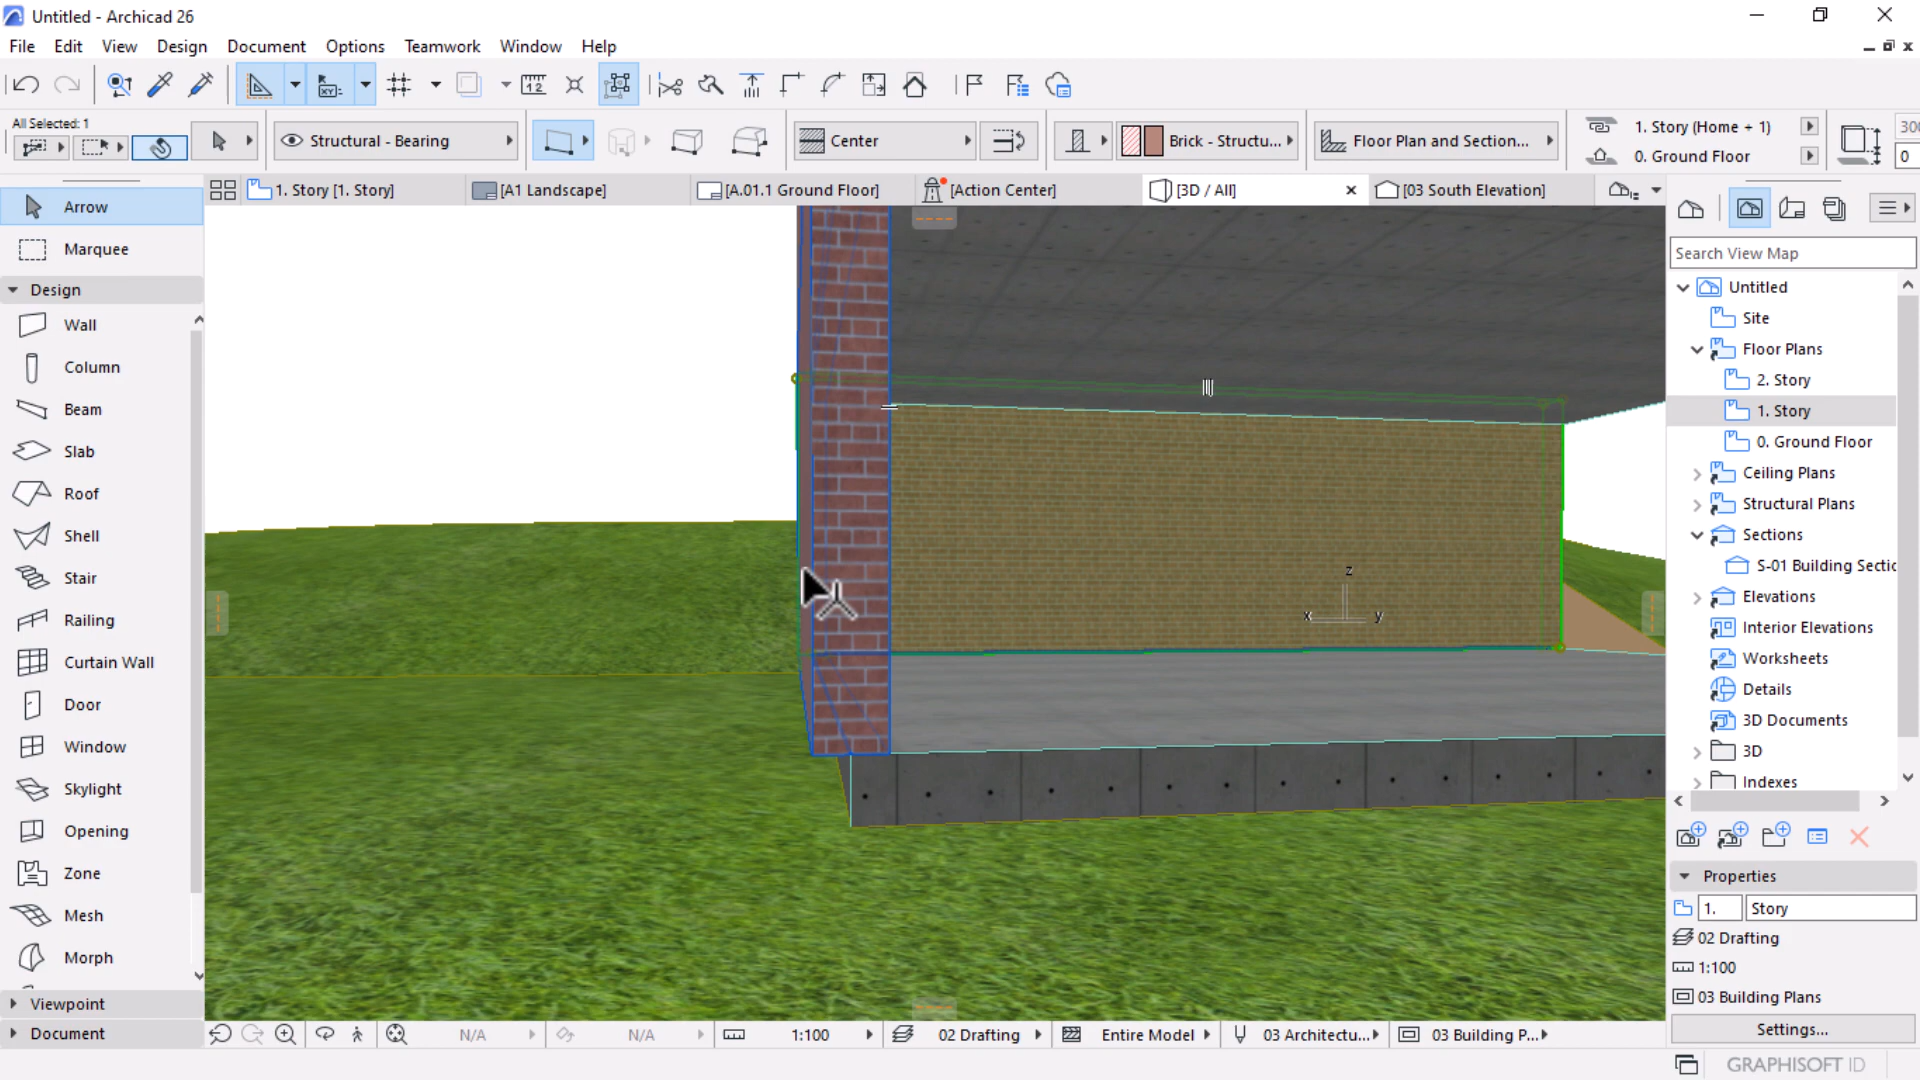 Untitled - Archicad 26
File Edit View Design Document Options Teamwork Window Help
All Selected: 1
Structural - Bearing
Center
Brick - Structu...
Floor Plan and Section...
1. Story (Home + 1)
0. Ground Floor
0
1. Story [1. Story]
[A1 Landscape]
[A.01.1 Ground Floor]
[Action Center]
[3D / All]
[03 South Elevation]
Arrow
Marquee
Design
Wall
Column
Beam
Slab
Roof
Shell
Stair
Railing
Curtain Wall
Door
Window
Skylight
Opening
Zone
Mesh
Morph
Viewpoint
Document
z
x
y
Search View Map
Untitled
Site
Floor Plans
2. Story
1. Story
0. Ground Floor
Ceiling Plans
Structural Plans
Sections
S-01 Building Sectic
Elevations
Interior Elevations
Worksheets
Details
3D Documents
3D
Indexes
Properties
1. Story
02 Drafting
1:100
03 Building Plans
Settings...
N/A
N/A
1:100
02 Drafting
Entire Model
03 Architectu...
03 Building P...
GRAPHISOFT ID